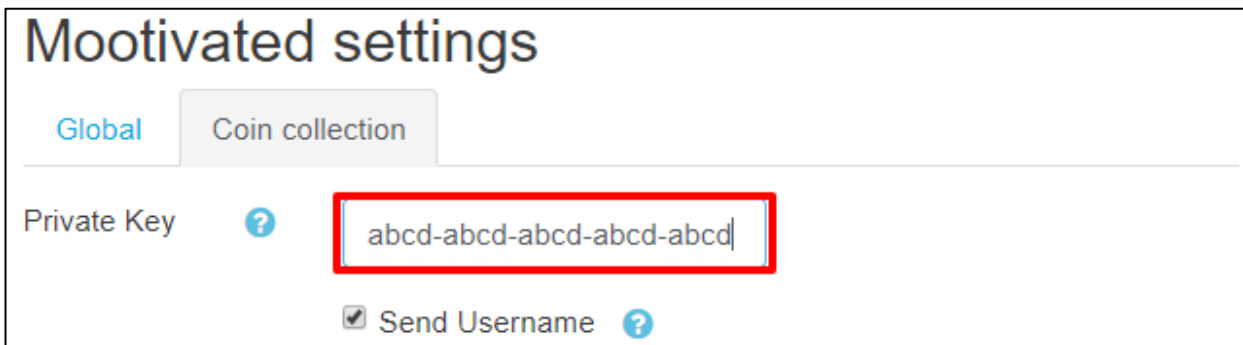 Mootivated settings
Global Coin collection
Private Key ? abcd-abcd-abcd-abcd-abcd
Send Username ?